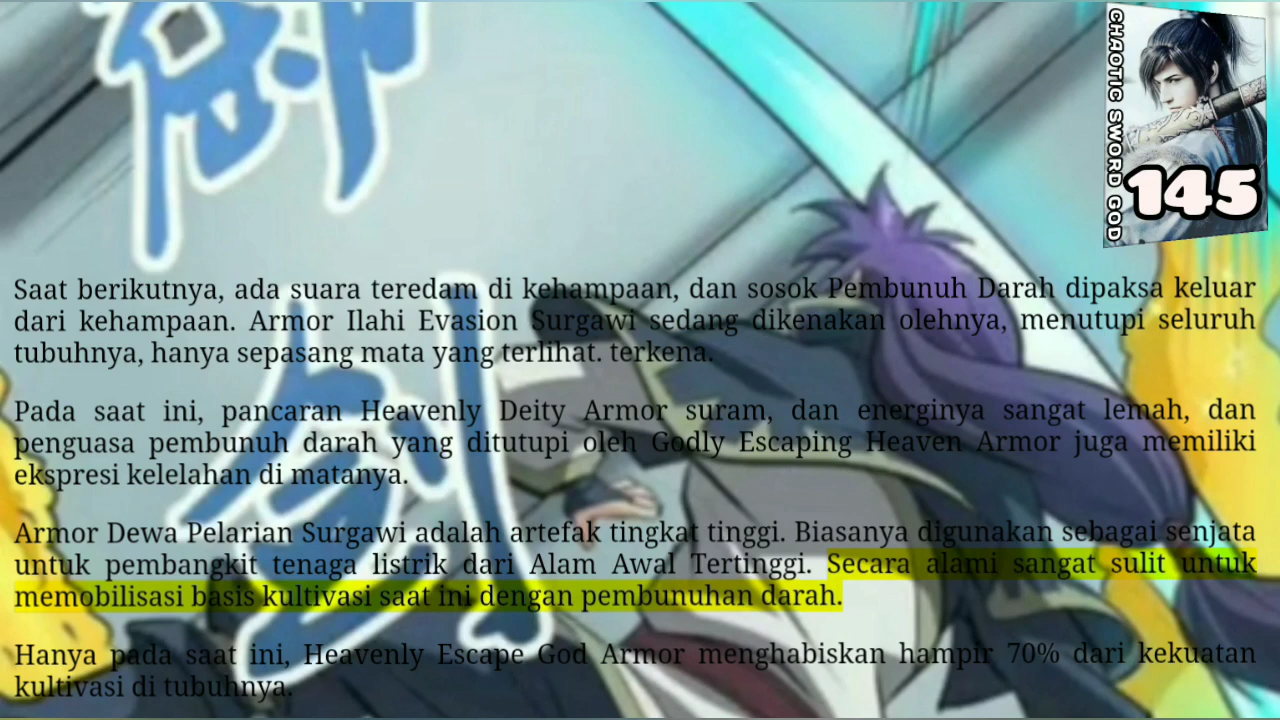 CHAOTIC SWORD GOD
145
Saat berikutnya, ada suara teredam di kehampaan, dan sosok Pembunuh Darah dipaksa keluar
dari kehampaan. Armor Ilahi Evasion Surgawi sedang dikenakan olehnya, menutupi seluruh
tubuhnya, hanya sepasang mata yang terlihat. terkena.
Pada saat ini, pancaran Heavenly Deity Armor suram, dan energinya sangat lemah, dan
penguasa pembunuh darah yang ditutupi oleh Godly Escaping Heaven Armor juga memiliki
ekspresi kelelahan di matanya.
Armor Dewa Pelarian Surgawi adalah artefak tingkat tinggi. Biasanya digunakan sebagai senjata
untuk pembangkit tenaga listrik dari Alam Awal Tertinggi. Secara alami sangat sulit untuk
memobilisasi basis kultivasi saat ini dengan pembunuhan darah.
Hanya pada saat ini, Heavenly Escape God Armor menghabiskan hampir 70% dari kekuatan
kultivasi di tubuhnya.